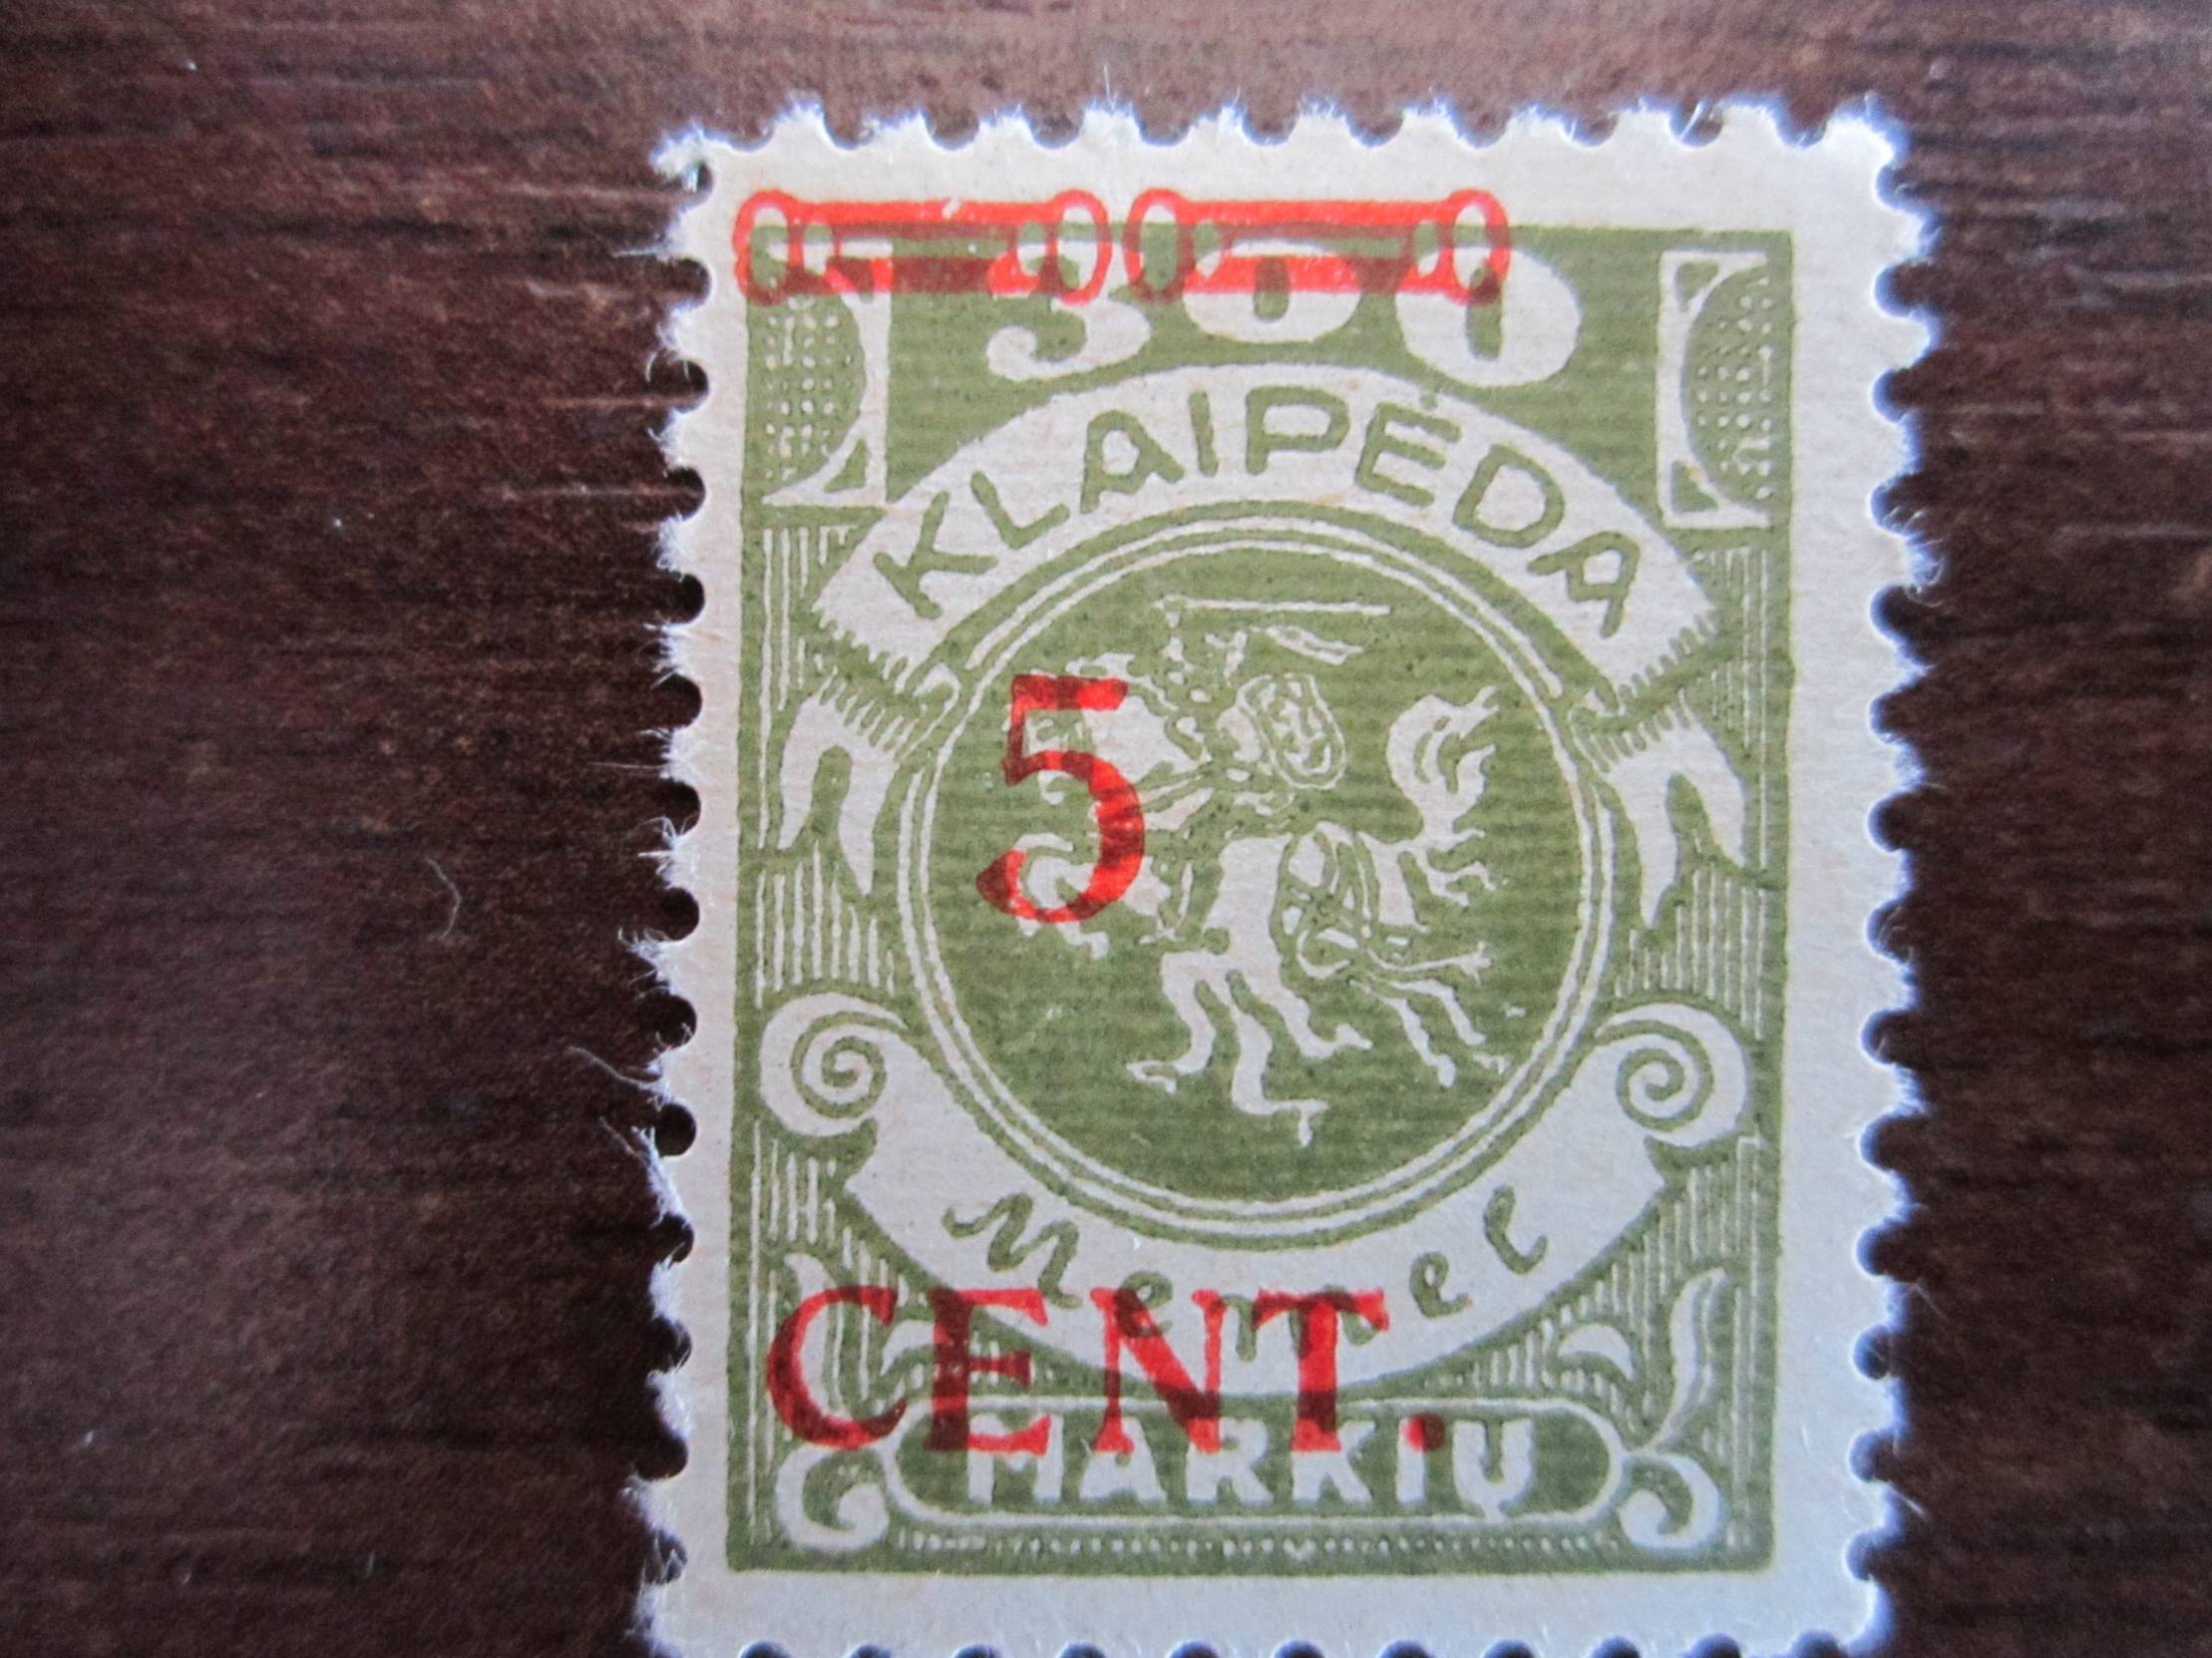 300
KLAIPĖDA
5
Memel
CENT.
MARKIŲ